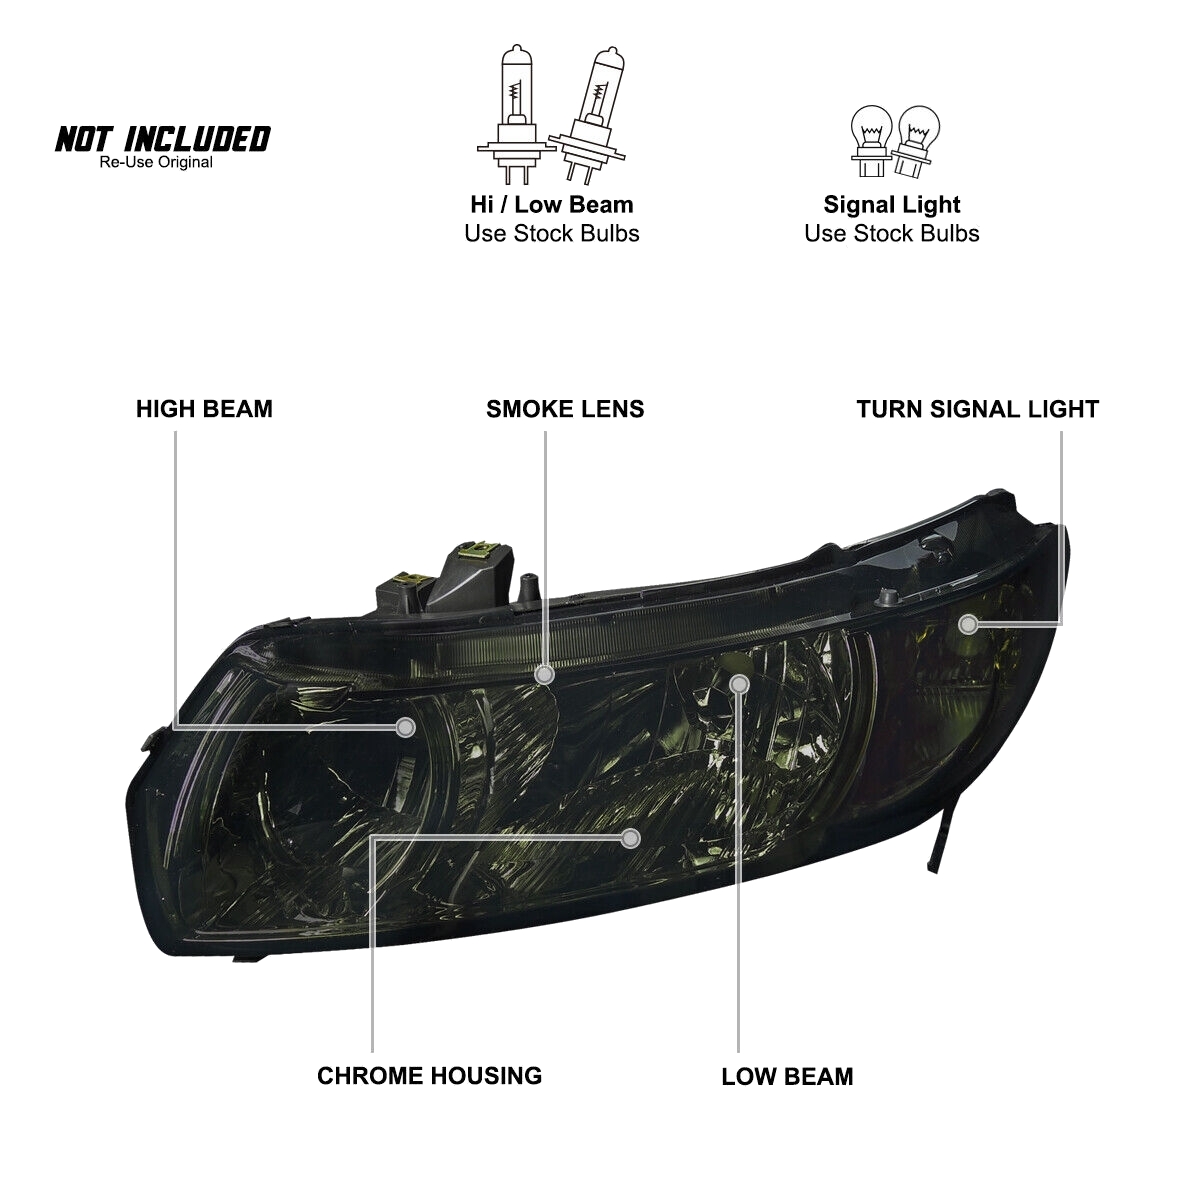 NOT INCLUDED
Re-Use Original
Hi / Low Beam
Use Stock Bulbs
Signal Light
Use Stock Bulbs
HIGH BEAM
SMOKE LENS
TURN SIGNAL LIGHT
CHROME HOUSING
LOW BEAM